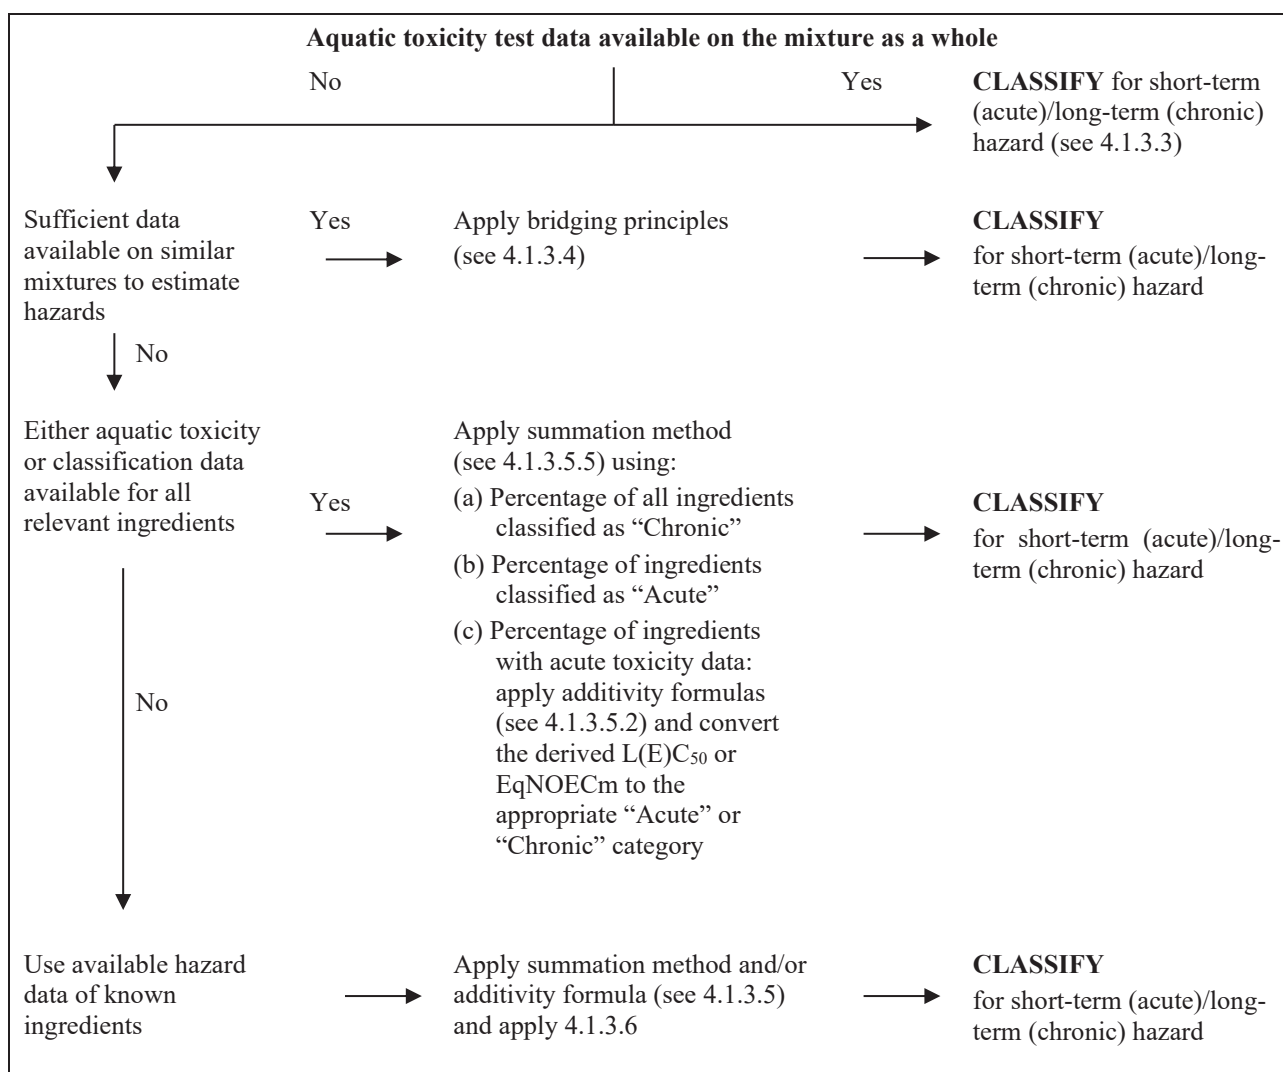 Aquatic toxicity test data available on the mixture as a whole
No
Yes
CLASSIFY for short-term
(acute)/long-term (chronic)
hazard (see 4.1.3.3)
Sufficient data
available on similar
mixtures to estimate
hazards
Yes
Apply bridging principles
(see 4.1.3.4)
CLASSIFY
for short-term (acute)/long-
term (chronic) hazard
No
Either aquatic toxicity
or classification data
available for all
relevant ingredients
Yes
Apply summation method
(see 4.1.3.5.5) using:
(a) Percentage of all ingredients
classified as “Chronic”
(b) Percentage of ingredients
classified as “Acute”
(c) Percentage of ingredients
with acute toxicity data:
apply additivity formulas
(see 4.1.3.5.2) and convert
the derived L(E)C₅₀ or
EqNOECm to the
appropriate “Acute” or
“Chronic” category
CLASSIFY
for short-term (acute)/long-
term (chronic) hazard
No
Use available hazard
data of known
ingredients
Apply summation method and/or
additivity formula (see 4.1.3.5)
and apply 4.1.3.6
CLASSIFY
for short-term (acute)/long-
term (chronic) hazard